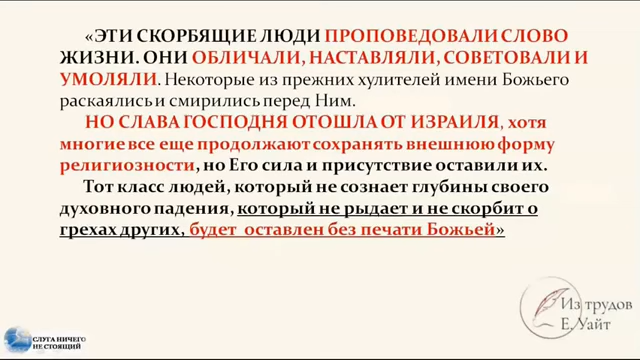 «ЭТИ СКОРБЯЩИЕ ЛЮДИ ПРОПОВЕДОВАЛИ СЛОВО
ЖИЗНИ. ОНИ ОБЛИЧАЛИ, НАСТАВЛЯЛИ, СОВЕТОВАЛИ И
УМОЛЯЛИ. Некоторые из прежних хулителей имени Божьего
раскаялись и смирились перед Ним.
НО СЛАВА ГОСПОДНЯ ОТОШЛА ОТ ИЗРАИЛЯ, хотя
многие все еще продолжают сохранять внешнюю форму
религиозности, но Его сила и присутствие оставили их.
Тот класс людей, который не сознает глубины своего
духовного падения, который не рыдает и не скорбит о
грехах других, будет оставлен без печати Божьей»
Из трудов
Е. Уайт
СЛУГА НИЧЕГО
НЕ СТОЯЩИЙ